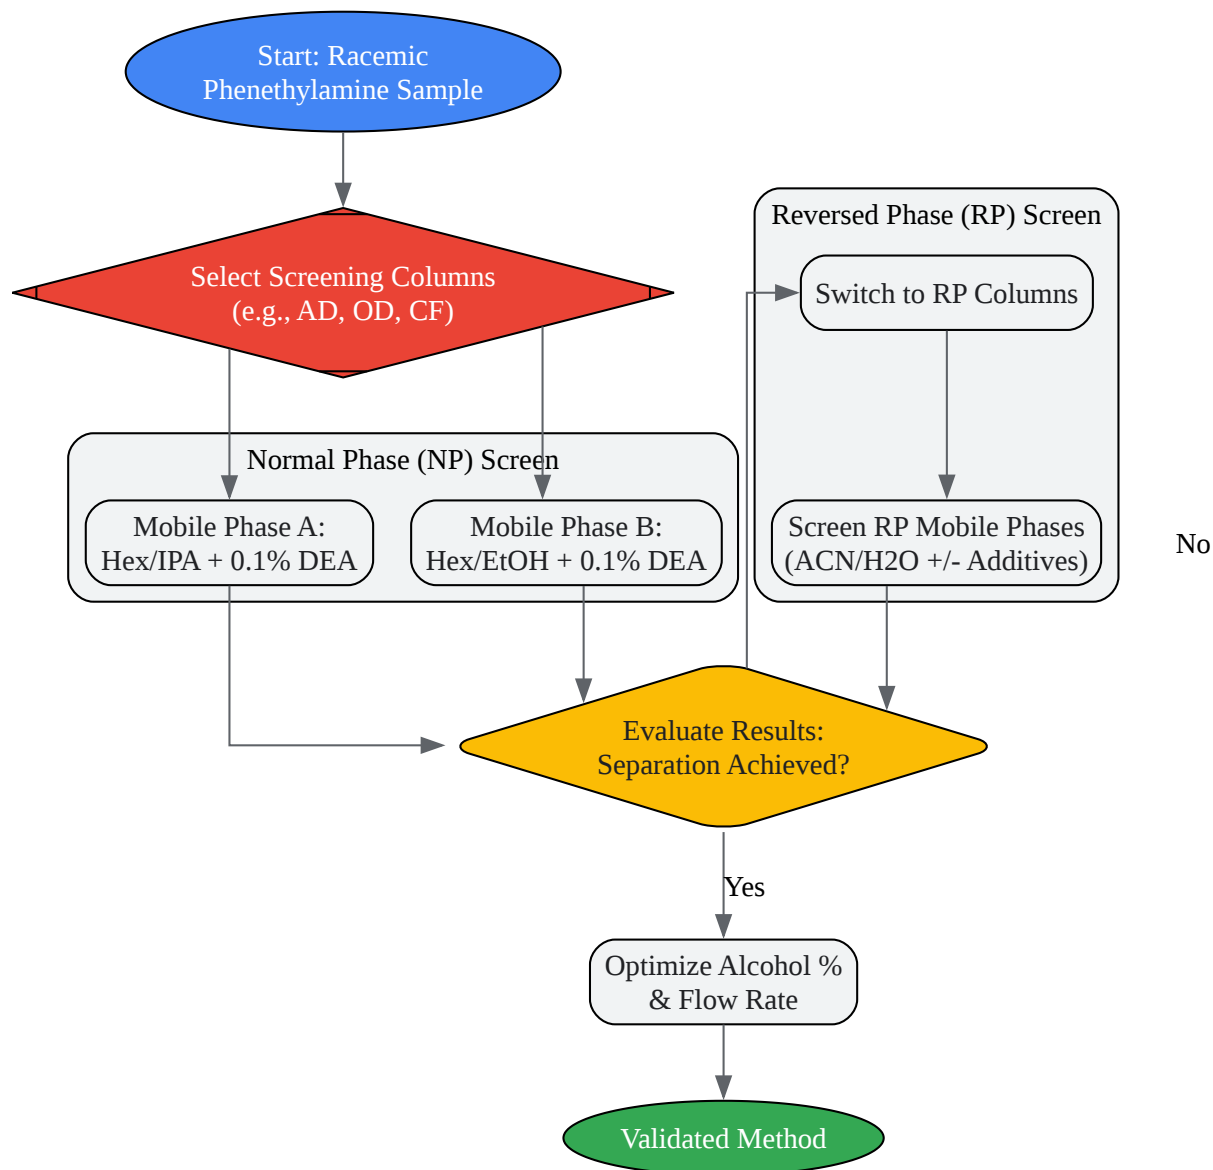 Start: Racemic
Phenethylamine Sample
Select Screening Columns
(e.g., AD, OD, CF)
Normal Phase (NP) Screen
Mobile Phase A:
Hex/IPA + 0.1% DEA
Mobile Phase B:
Hex/EtOH + 0.1% DEA
Reversed Phase (RP) Screen
Switch to RP Columns
Screen RP Mobile Phases
(ACN/H2O +/- Additives)
No
Evaluate Results:
Separation Achieved?
Yes
Optimize Alcohol %
& Flow Rate
Validated Method